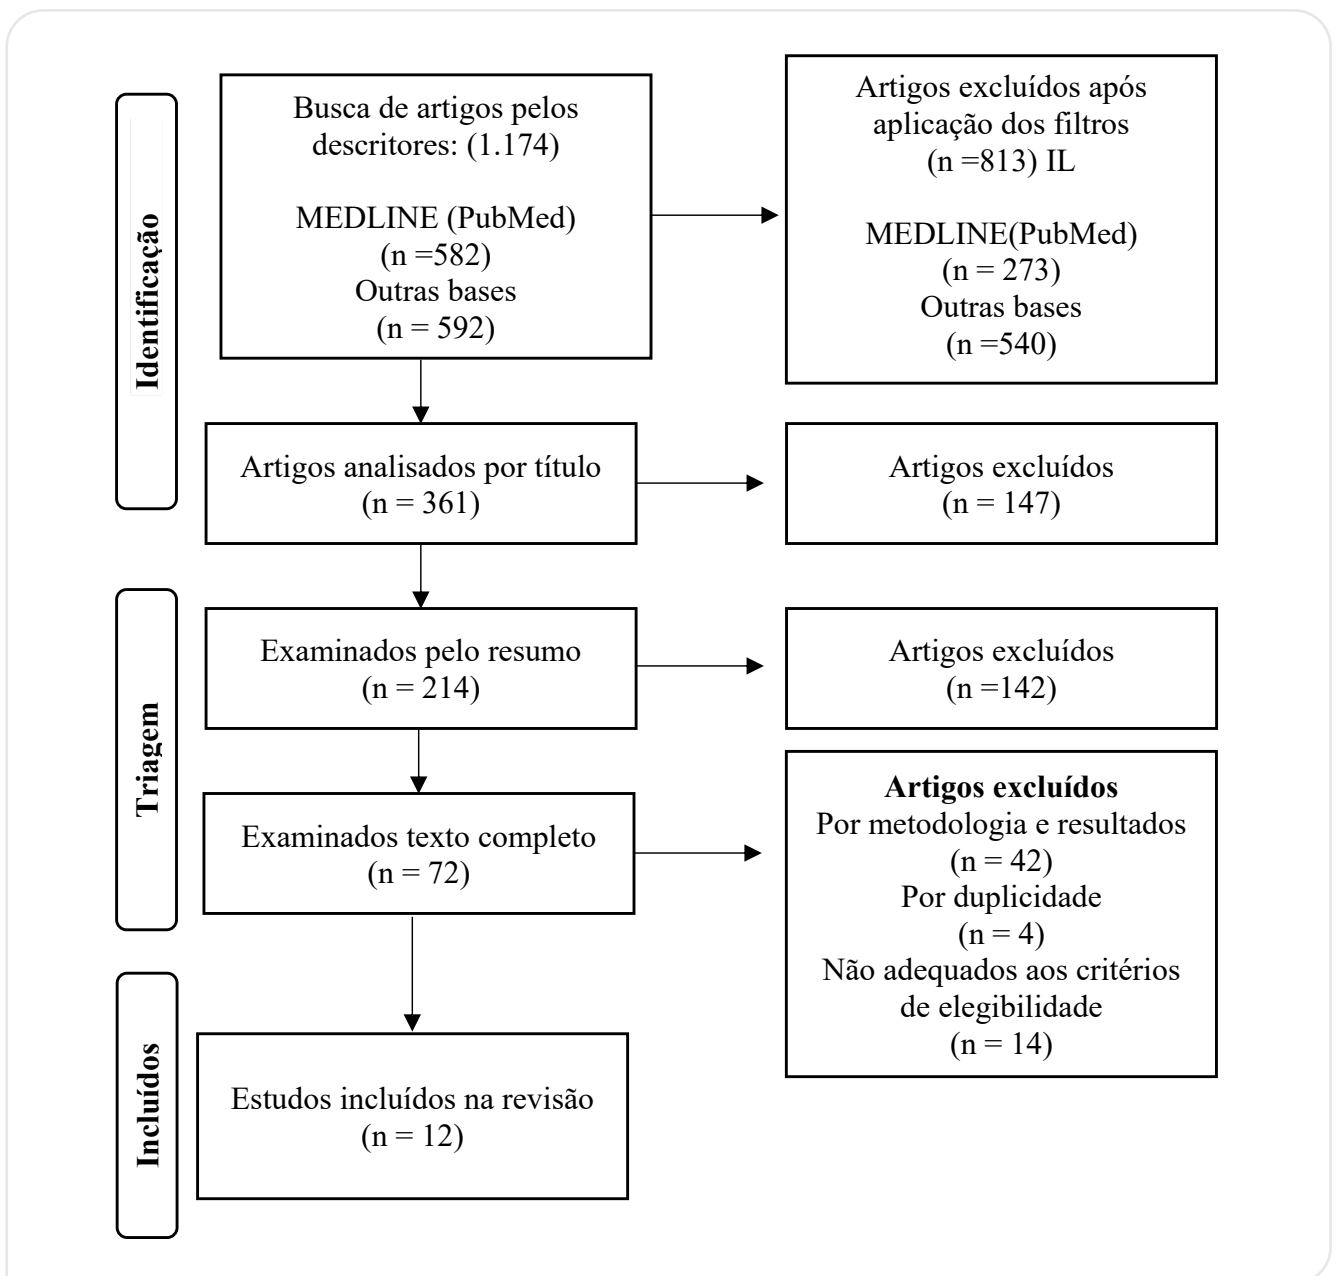 Identificação
Busca de artigos pelos
descritores: (1.174)
MEDLINE (PubMed)
(n =582)
Outras bases
(n = 592)
Artigos excluídos após
aplicação dos filtros
(n =813) IL
MEDLINE(PubMed)
(n = 273)
Outras bases
(n =540)
Artigos analisados por título
(n = 361)
Artigos excluídos
(n = 147)
Triagem
Examinados pelo resumo
(n = 214)
Artigos excluídos
(n =142)
Examinados texto completo
(n = 72)
Artigos excluídos
Por metodologia e resultados
(n = 42)
Por duplicidade
(n = 4)
Não adequados aos critérios
de elegibilidade
(n = 14)
Incluídos
Estudos incluídos na revisão
(n = 12)